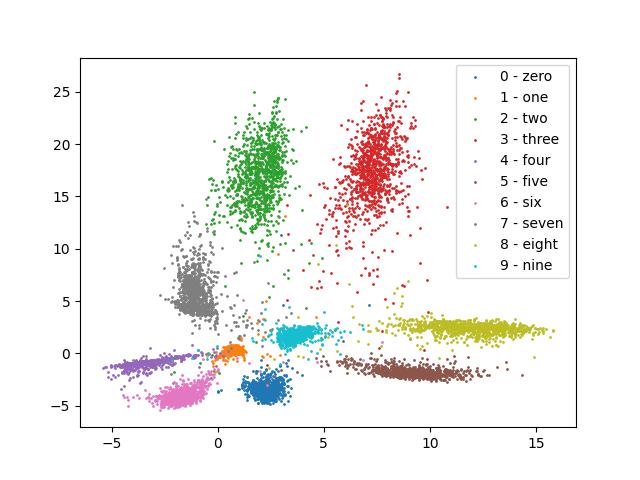 25
20
15
10
5
0
−5
−5
0
5
10
15
0 - zero
1 - one
2 - two
3 - three
4 - four
5 - five
6 - six
7 - seven
8 - eight
9 - nine